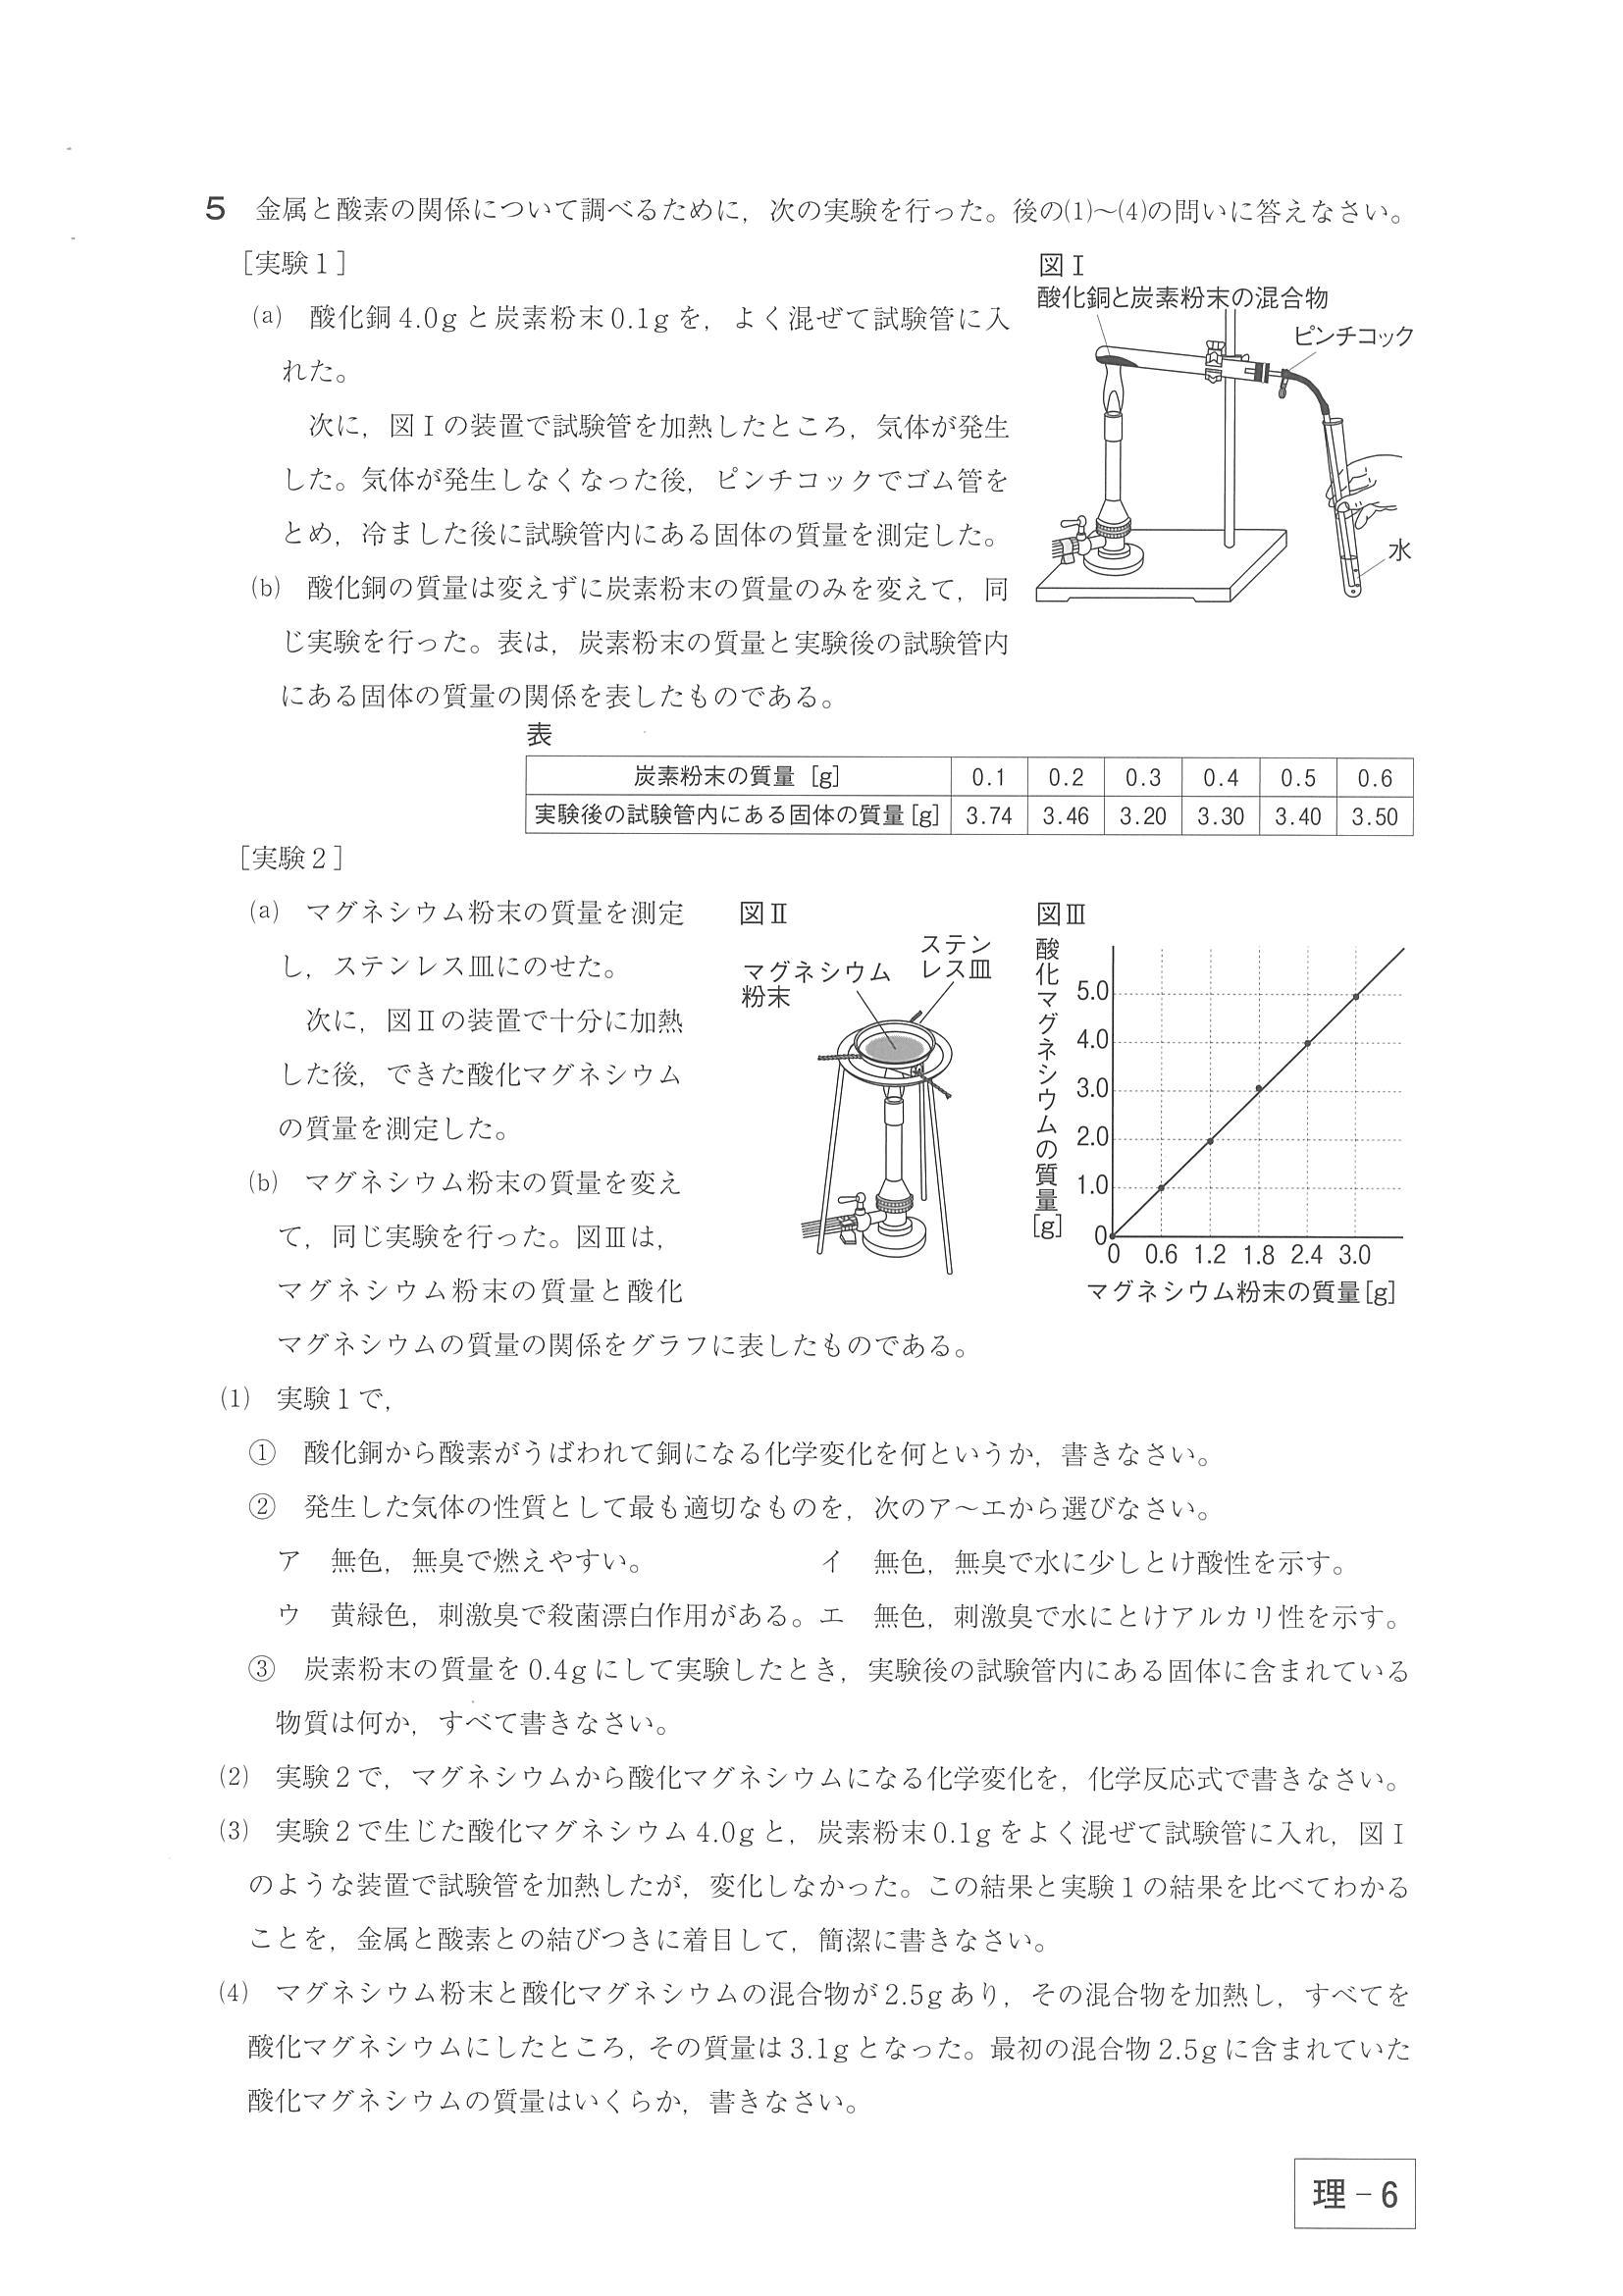 5　金属と酸素の関係について調べるために，次の実験を行った。後の⑴～⑷の問いに答えなさい。
［実験１］
⒜　酸化銅4.0gと炭素粉末0.1gを，よく混ぜて試験管に入
れた。
次に，図Ⅰの装置で試験管を加熱したところ，気体が発生
した。気体が発生しなくなった後，ピンチコックでゴム管を
とめ，冷ました後に試験管内にある固体の質量を測定した。
⒝　酸化銅の質量は変えずに炭素粉末の質量のみを変えて，同
じ実験を行った。表は，炭素粉末の質量と実験後の試験管内
にある固体の質量の関係を表したものである。
図Ⅰ
酸化銅と炭素粉末の混合物
ピンチコック
水
表
炭素粉末の質量［g］　0.1　0.2　0.3　0.4　0.5　0.6
実験後の試験管内にある固体の質量［g］　3.74　3.46　3.20　3.30　3.40　3.50
［実験２］
⒜　マグネシウム粉末の質量を測定
し，ステンレス皿にのせた。
次に，図Ⅱの装置で十分に加熱
した後，できた酸化マグネシウム
の質量を測定した。
⒝　マグネシウム粉末の質量を変え
て，同じ実験を行った。図Ⅲは，
マグネシウム粉末の質量と酸化
マグネシウムの質量の関係をグラフに表したものである。
図Ⅱ
ステン
レス皿
マグネシウム
粉末
図Ⅲ
酸化マグネシウムの質量［g］
5.0
4.0
3.0
2.0
1.0
0
0　0.6　1.2　1.8　2.4　3.0
マグネシウム粉末の質量［g］
⑴　実験１で，
①　酸化銅から酸素がうばわれて銅になる化学変化を何というか，書きなさい。
②　発生した気体の性質として最も適切なものを，次のア～エから選びなさい。
ア　無色，無臭で燃えやすい。　イ　無色，無臭で水に少しとけ酸性を示す。
ウ　黄緑色，刺激臭で殺菌漂白作用がある。エ　無色，刺激臭で水にとけアルカリ性を示す。
③　炭素粉末の質量を0.4gにして実験したとき，実験後の試験管内にある固体に含まれている
物質は何か，すべて書きなさい。
⑵　実験２で，マグネシウムから酸化マグネシウムになる化学変化を，化学反応式で書きなさい。
⑶　実験２で生じた酸化マグネシウム4.0gと，炭素粉末0.1gをよく混ぜて試験管に入れ，図Ⅰ
のような装置で試験管を加熱したが，変化しなかった。この結果と実験１の結果を比べてわかる
ことを，金属と酸素との結びつきに着目して，簡潔に書きなさい。
⑷　マグネシウム粉末と酸化マグネシウムの混合物が2.5gあり，その混合物を加熱し，すべてを
酸化マグネシウムにしたところ，その質量は3.1gとなった。最初の混合物2.5gに含まれていた
酸化マグネシウムの質量はいくらか，書きなさい。
理－6